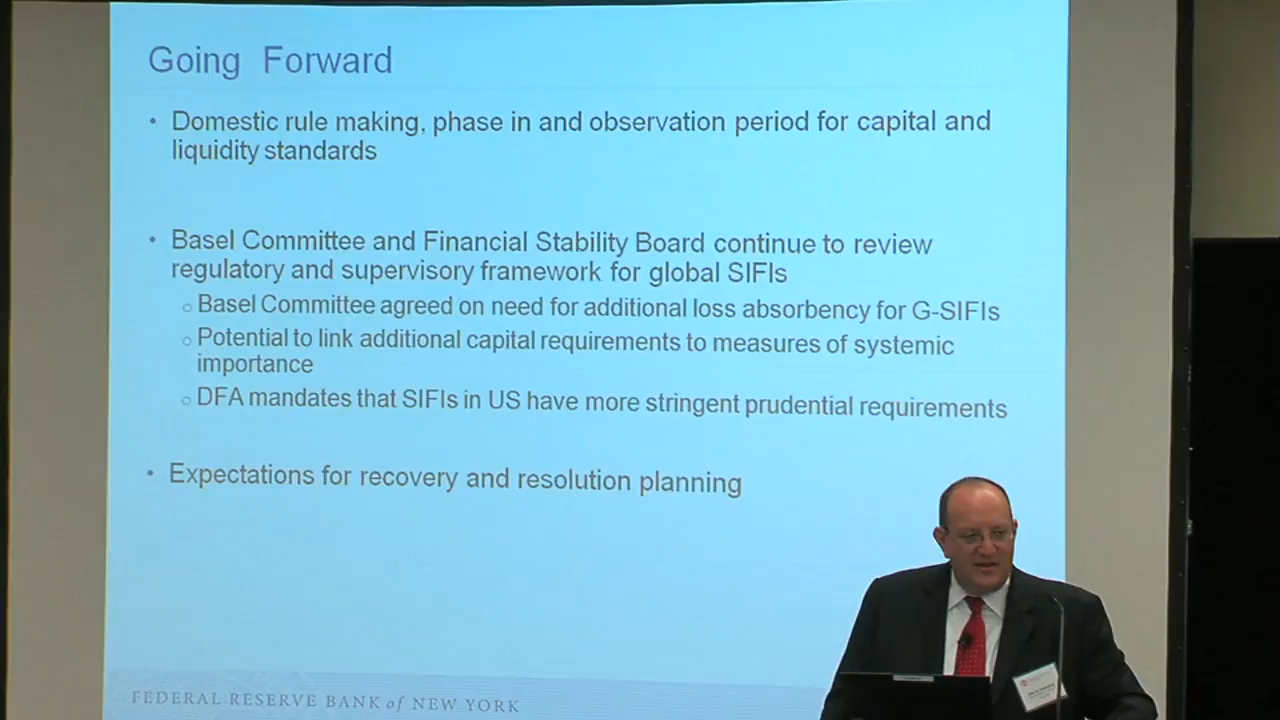 Going Forward
• Domestic rule making, phase in and observation period for capital and
liquidity standards
• Basel Committee and Financial Stability Board continue to review
regulatory and supervisory framework for global SIFIs
○ Basel Committee agreed on need for additional loss absorbency for G-SIFIs
○ Potential to link additional capital requirements to measures of systemic
importance
○ DFA mandates that SIFIs in US have more stringent prudential requirements
• Expectations for recovery and resolution planning
FEDERAL RESERVE BANK of NEW YORK